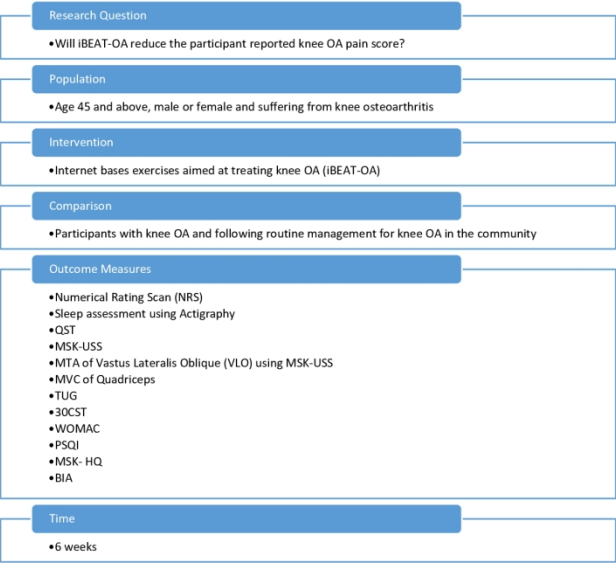 Research Question
•Will iBEAT-OA reduce the participant reported knee OA pain score?
Population
•Age 45 and above, male or female and suffering from knee osteoarthritis
Intervention
•Internet bases exercises aimed at treating knee OA (iBEAT-OA)
Comparison
•Participants with knee OA and following routine management for knee OA in the community
Outcome Measures
•Numerical Rating Scan (NRS)
•Sleep assessment using Actigraphy
•QST
•MSK-USS
•MTA of Vastus Lateralis Oblique (VLO) using MSK-USS
•MVC of Quadriceps
•TUG
•30CST
•WOMAC
•PSQI
•MSK- HQ
•BIA
Time
•6 weeks